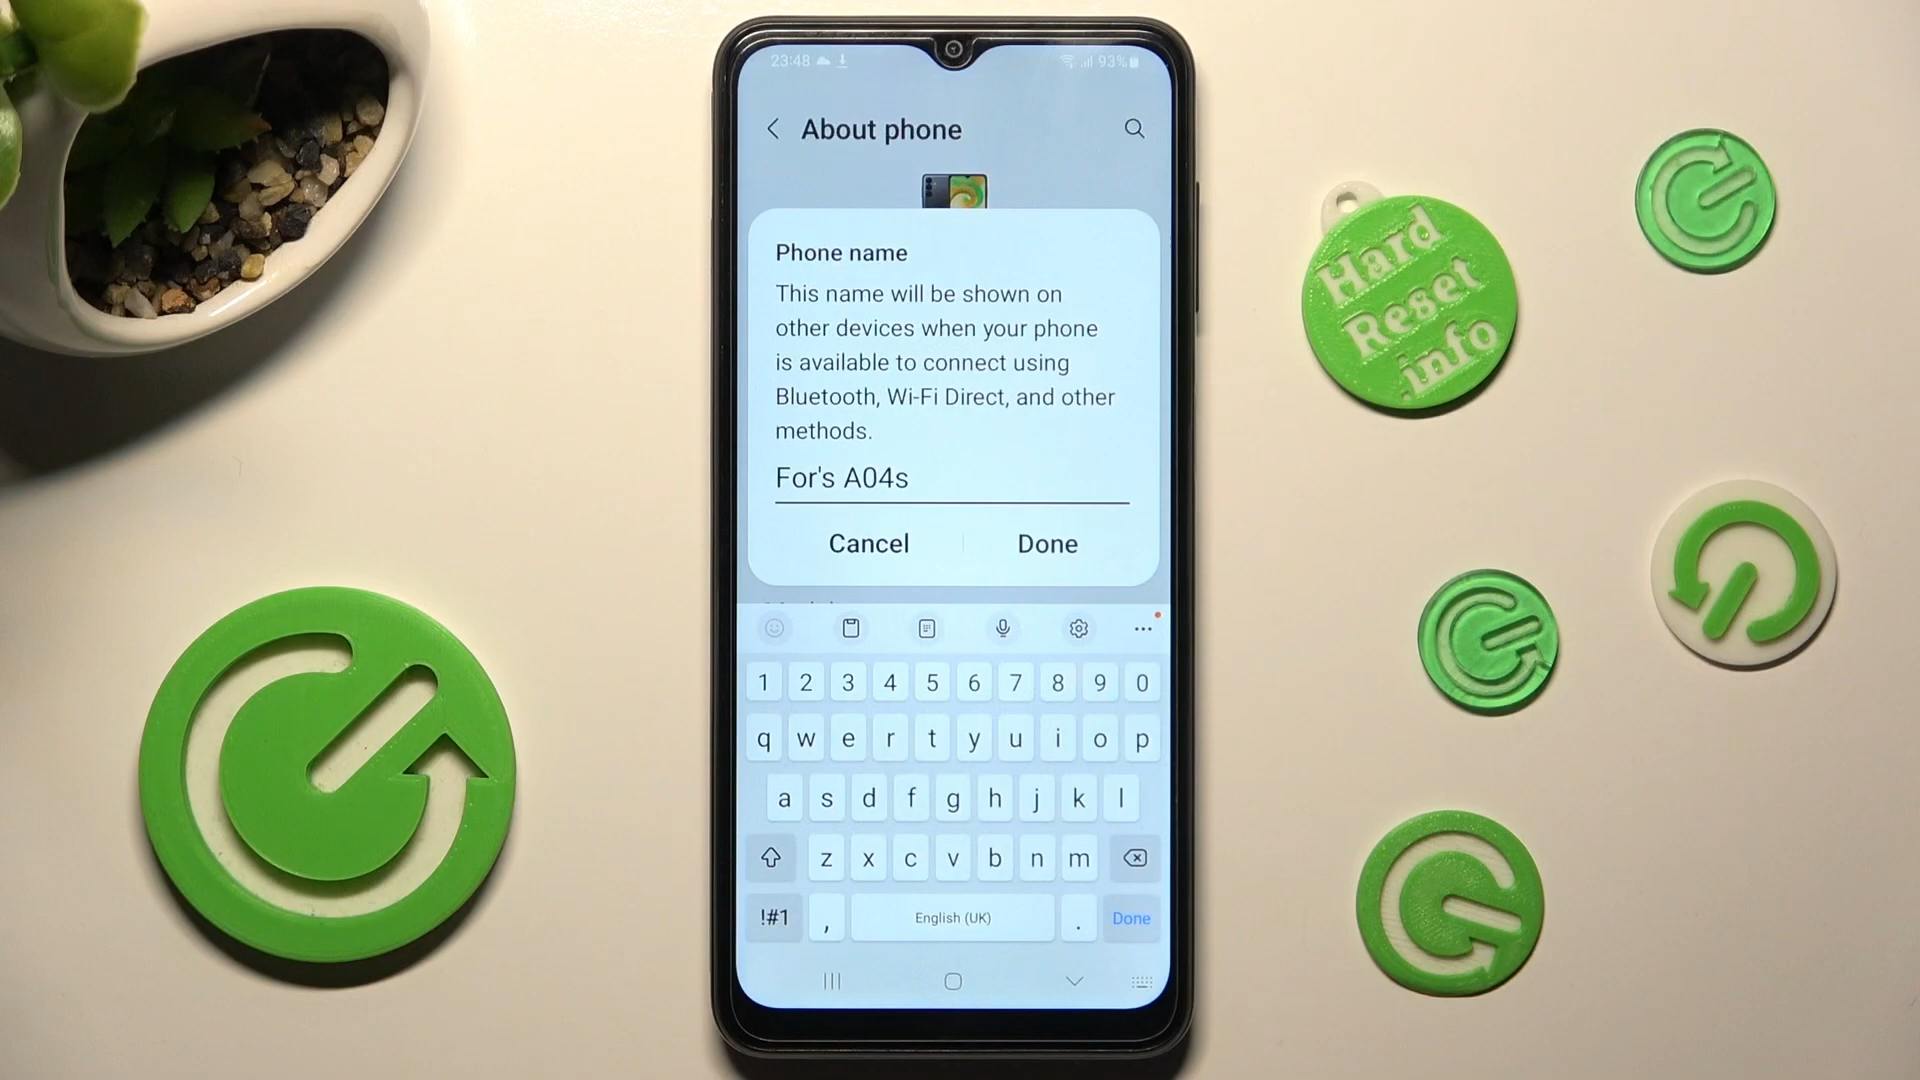 23:48
93%
About phone
Phone name
This name will be shown on
other devices when your phone
is available to connect using
Bluetooth, Wi-Fi Direct, and other
methods.
For's A04s
Cancel Done
1 2 3 4 5 6 7 8 9 0
q w e r t y u i o p
a s d f g h j k l
z x c v b n m
!#1 , English (UK) . Done
Hard
Reset
.info